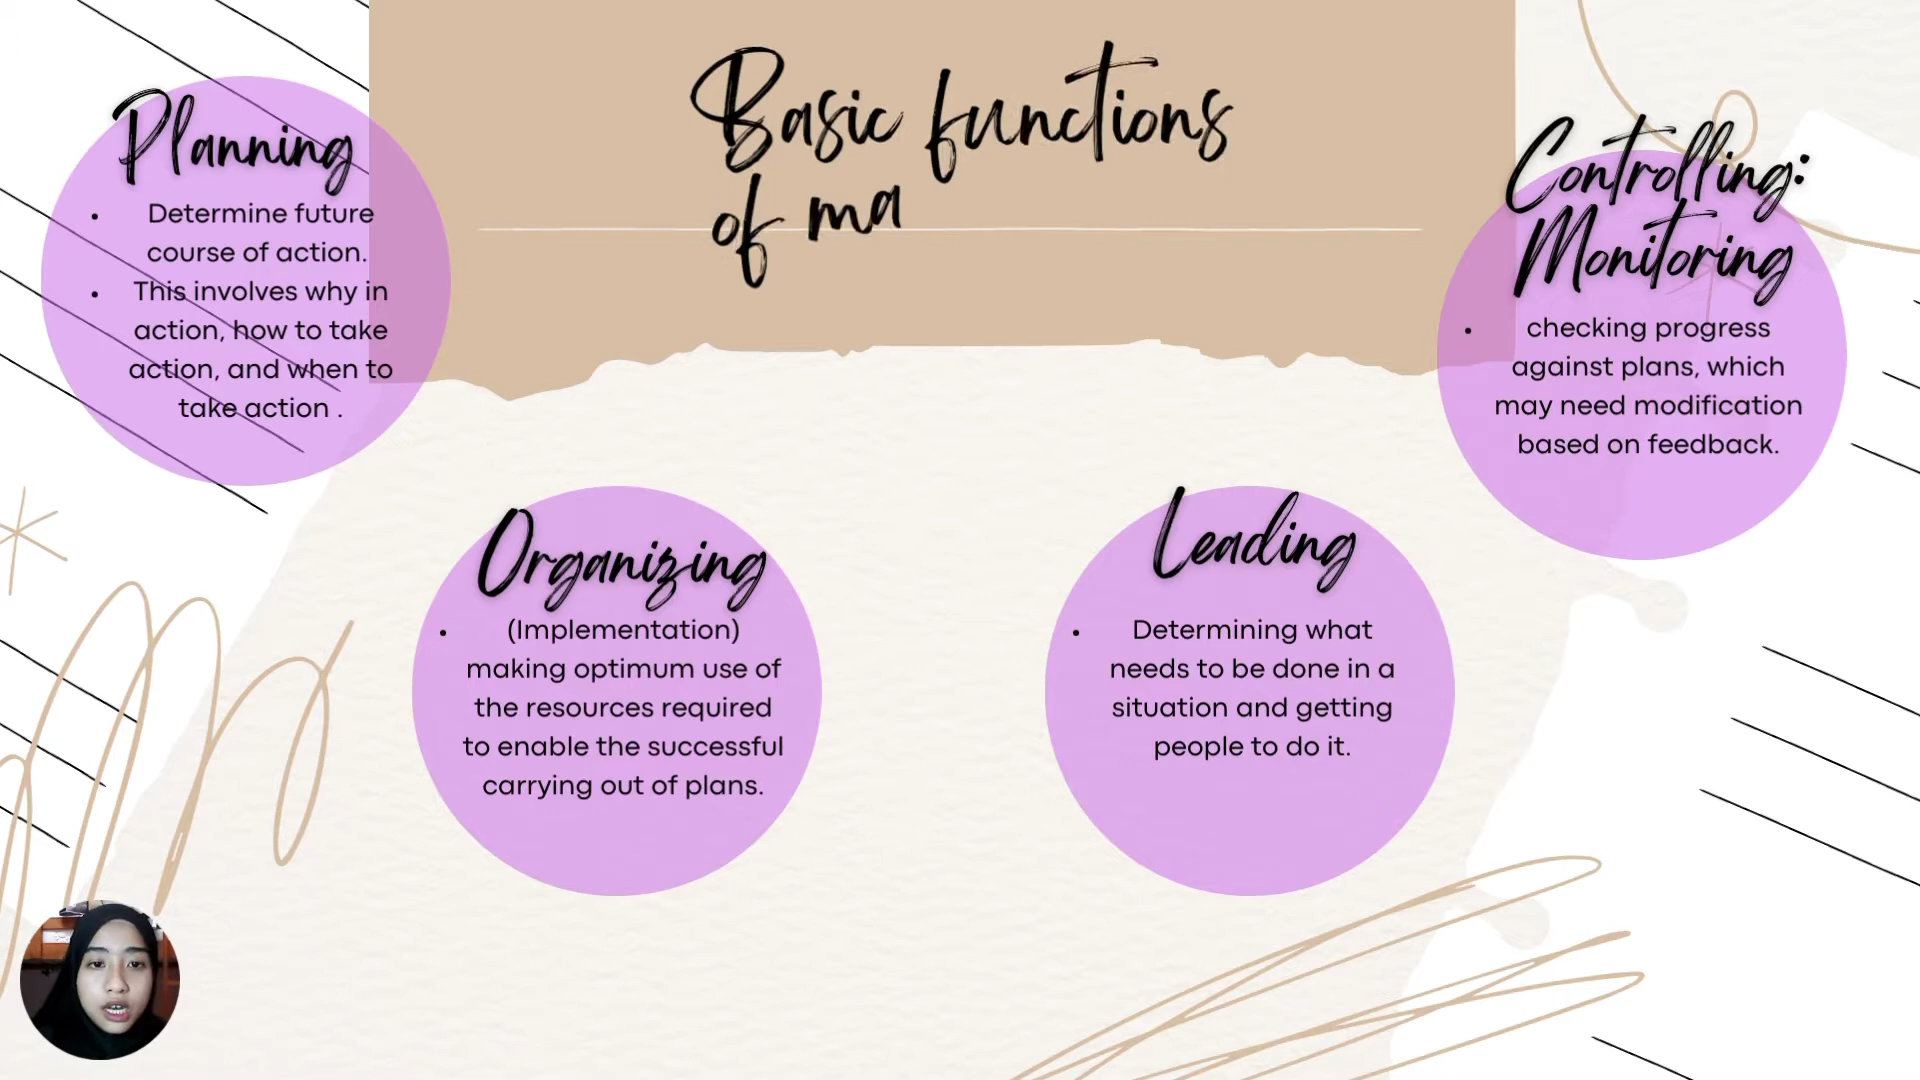 Basic functions
of ma
Planning
• Determine future
course of action.
• This involves why in
action, how to take
action, and when to
take action .
Organizing
• (Implementation)
making optimum use of
the resources required
to enable the successful
carrying out of plans.
Leading
• Determining what
needs to be done in a
situation and getting
people to do it.
Controlling:
Monitoring
• checking progress
against plans, which
may need modification
based on feedback.